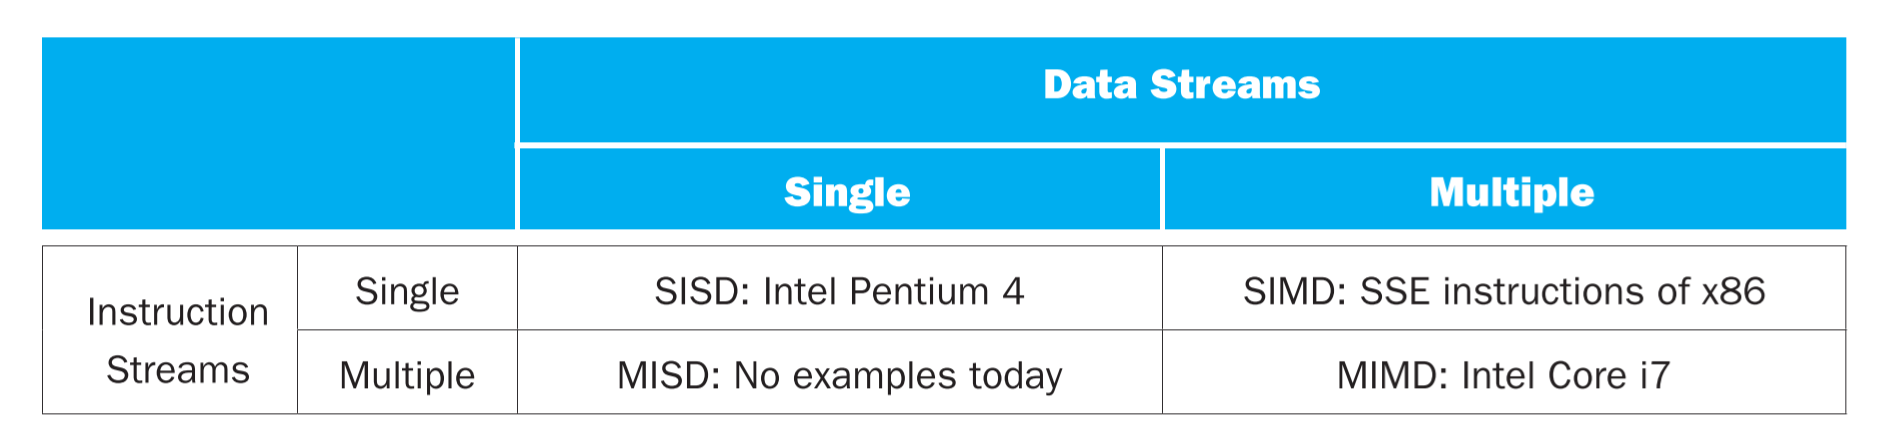 Data Streams
Single
Multiple
Instruction
Streams
Single
SISD: Intel Pentium 4
SIMD: SSE instructions of x86
Multiple
MISD: No examples today
MIMD: Intel Core i7